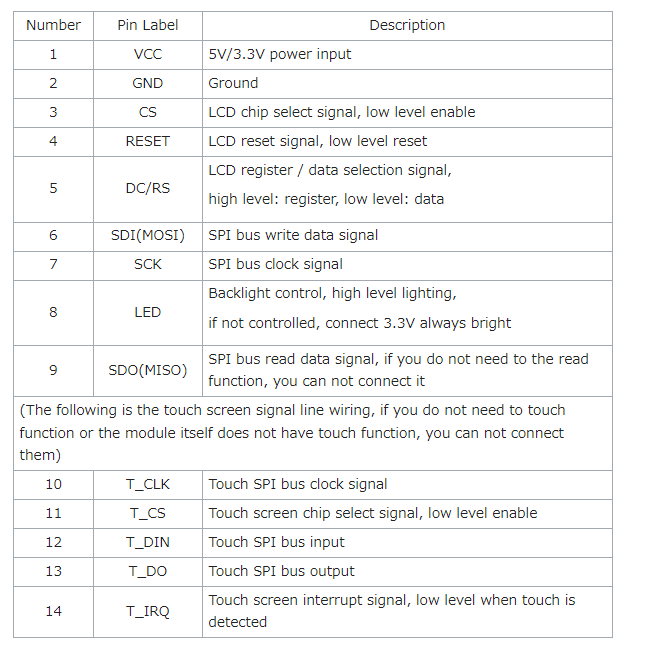 Number Pin Label Description
1 VCC 5V/3.3V power input
2 GND Ground
3 CS LCD chip select signal, low level enable
4 RESET LCD reset signal, low level reset
5 DC/RS LCD register / data selection signal,
high level: register, low level: data
6 SDI(MOSI) SPI bus write data signal
7 SCK SPI bus clock signal
8 LED Backlight control, high level lighting,
if not controlled, connect 3.3V always bright
9 SDO(MISO) SPI bus read data signal, if you do not need to the read
function, you can not connect it
(The following is the touch screen signal line wiring, if you do not need to touch
function or the module itself does not have touch function, you can not connect
them)
10 T_CLK Touch SPI bus clock signal
11 T_CS Touch screen chip select signal, low level enable
12 T_DIN Touch SPI bus input
13 T_DO Touch SPI bus output
14 T_IRQ Touch screen interrupt signal, low level when touch is
detected